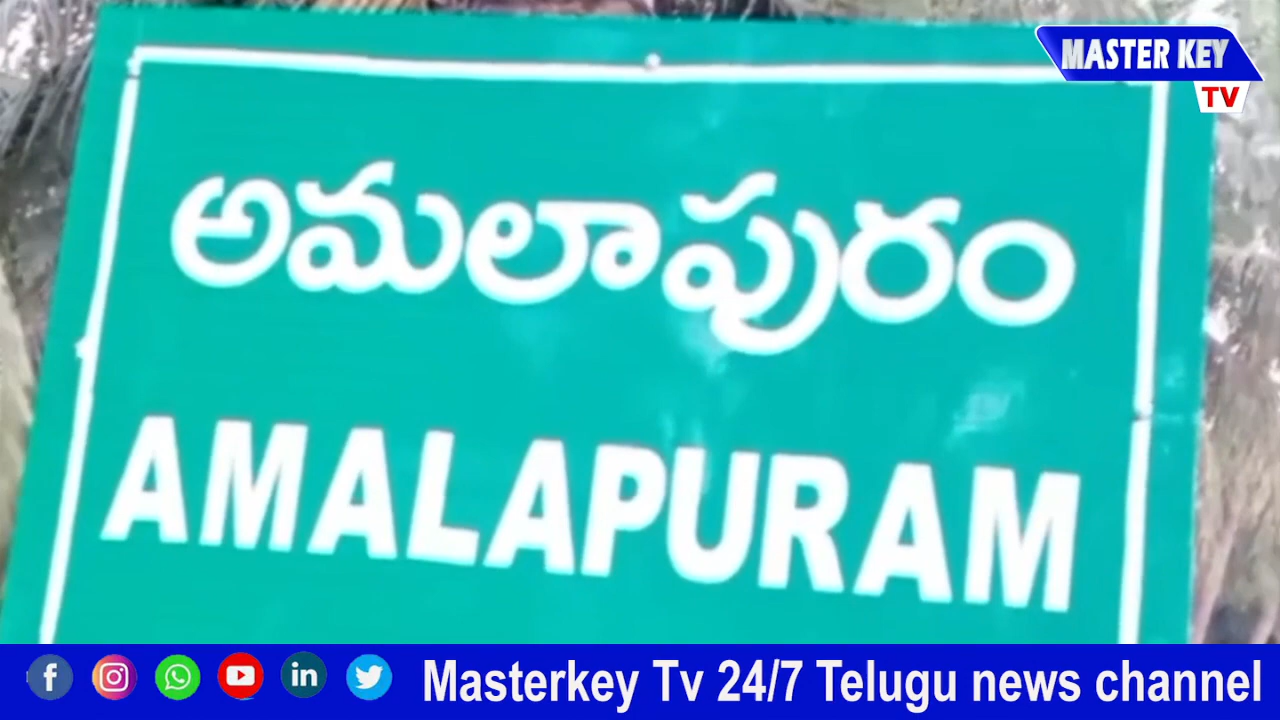 MASTER KEY
TV
అమలాపురం
AMALAPURAM
Masterkey Tv 24/7 Telugu news channel